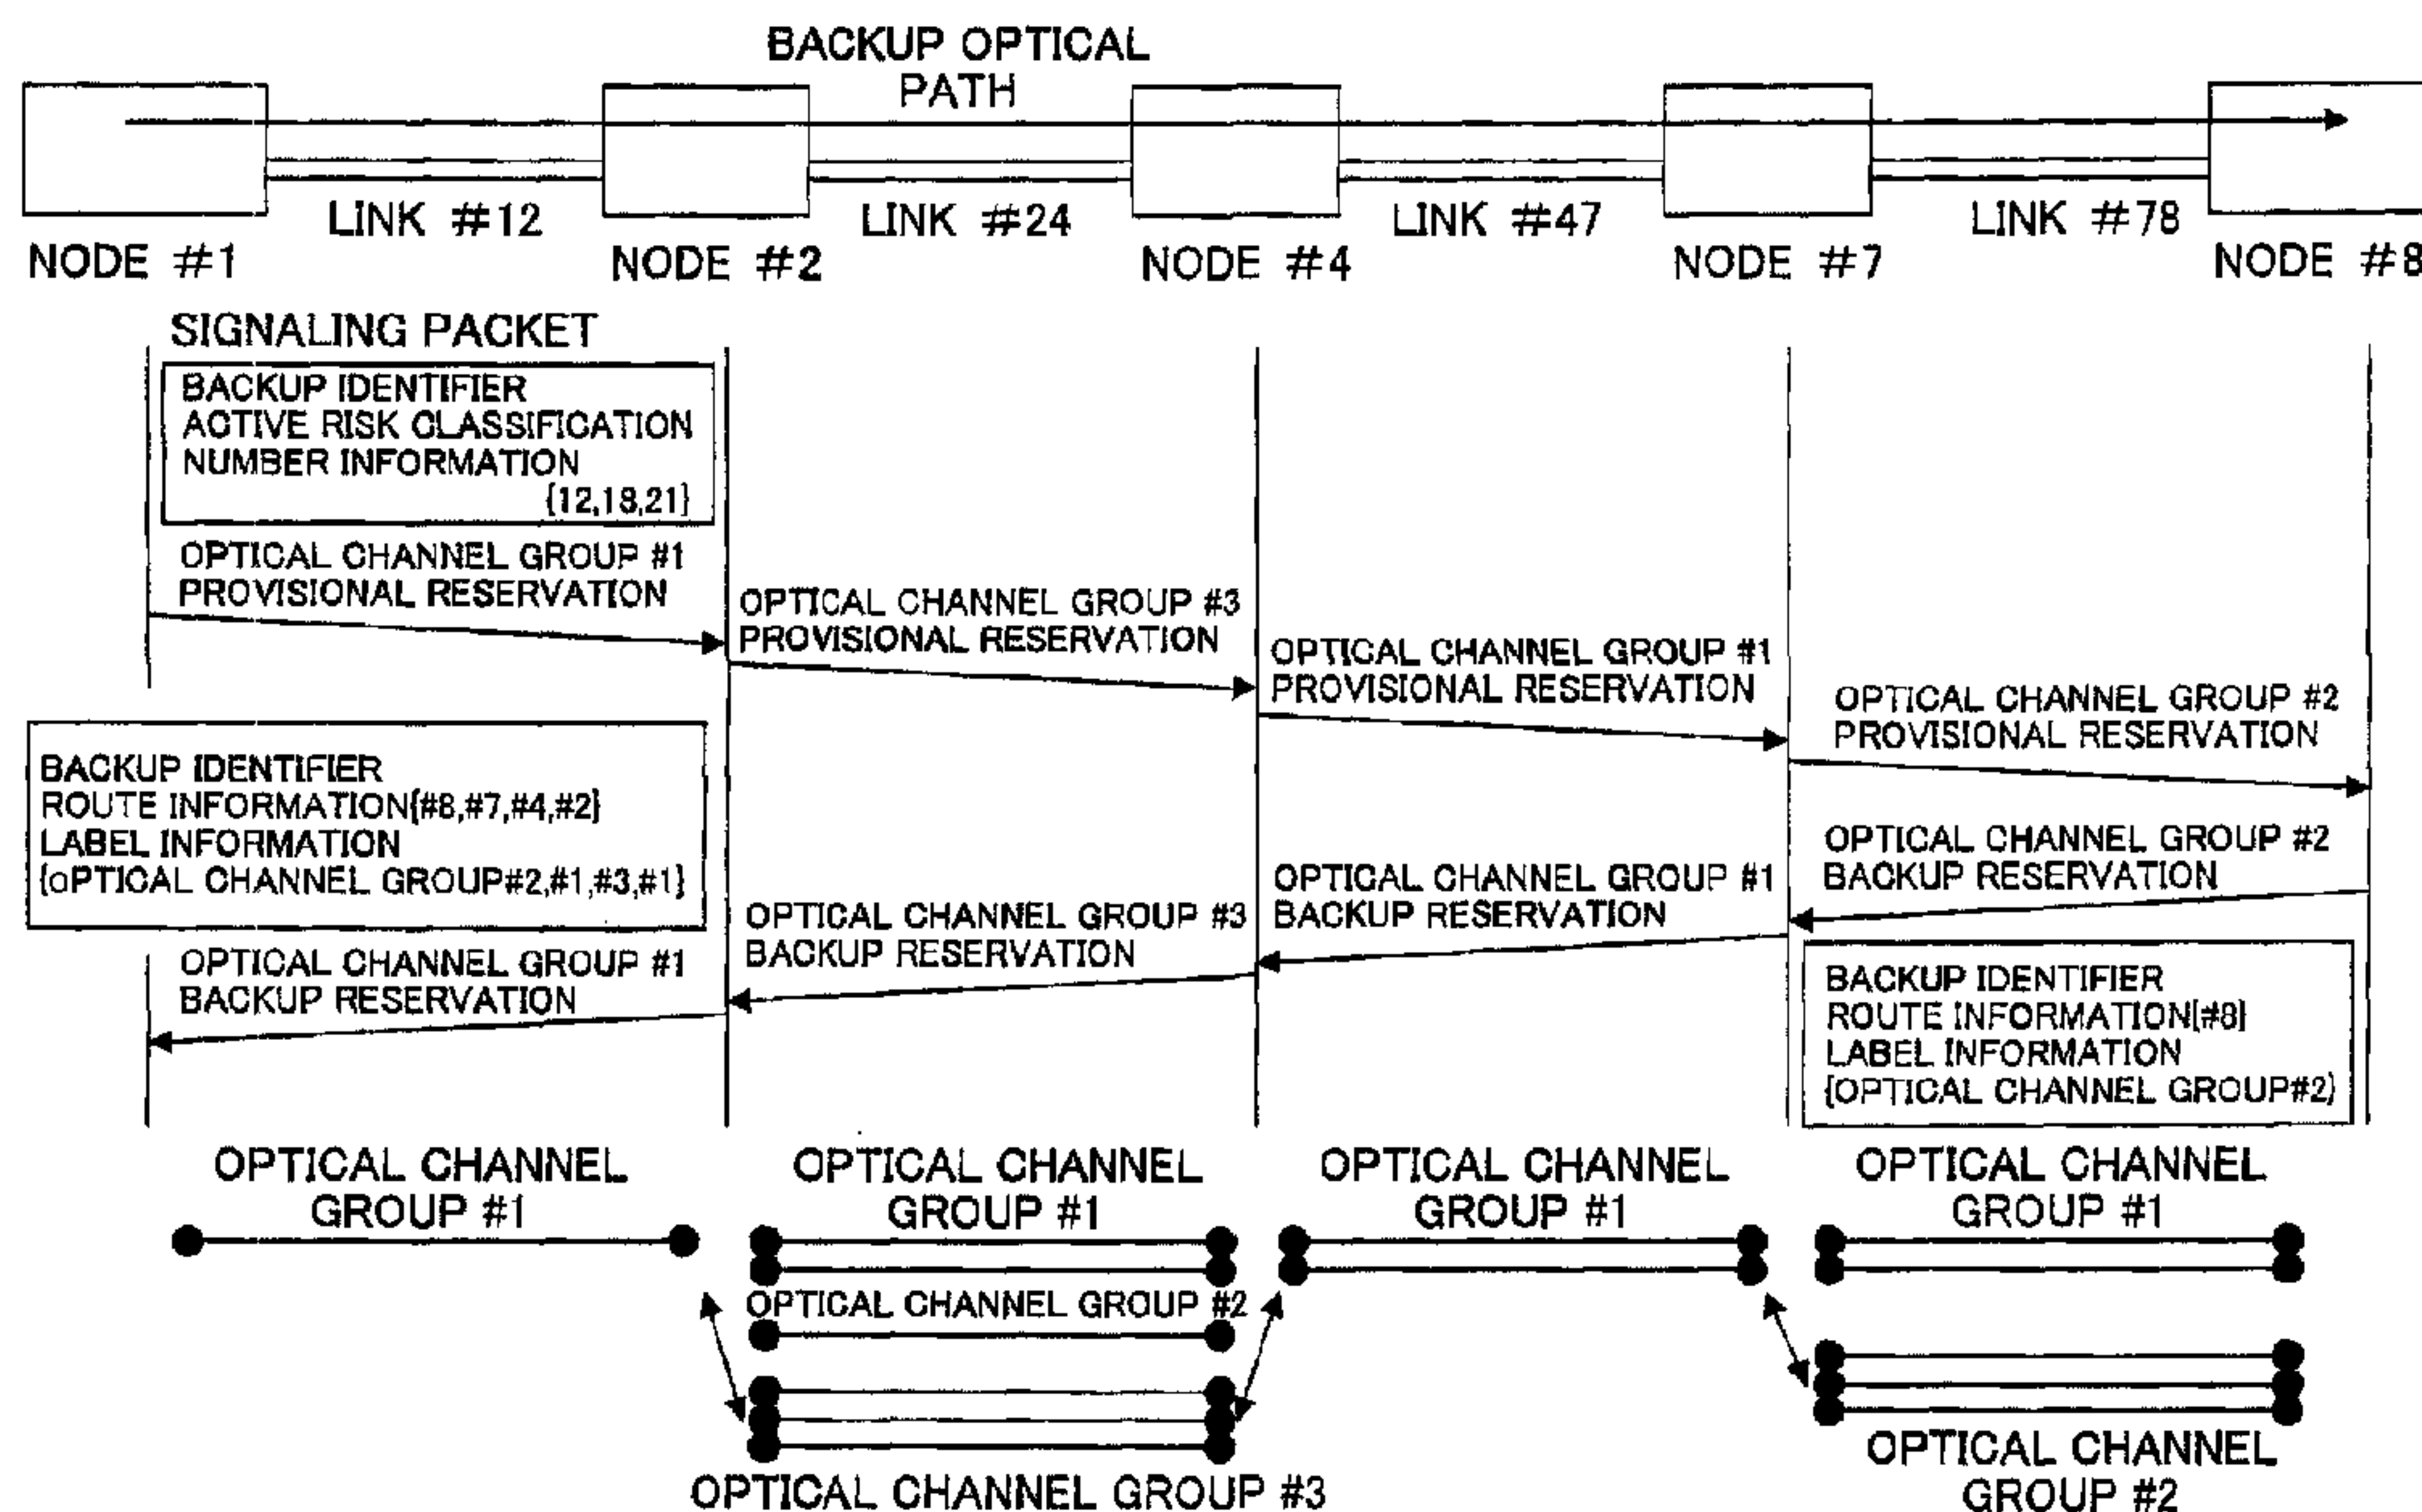 BACKUP OPTICAL
PATH
LINK #12
LINK #24
LINK #47
LINK #78
NODE #1
NODE #2
NODE #4
NODE #7
NODE #8
SIGNALING PACKET
BACKUP IDENTIFIER
ACTIVE RISK CLASSIFICATION
NUMBER INFORMATION
{12,18,21}
OPTICAL CHANNEL GROUP #1
PROVISIONAL RESERVATION
OPTICAL CHANNEL GROUP #3
PROVISIONAL RESERVATION
OPTICAL CHANNEL GROUP #1
PROVISIONAL RESERVATION
OPTICAL CHANNEL GROUP #2
PROVISIONAL RESERVATION
BACKUP IDENTIFIER
ROUTE INFORMATION{#8,#7,#4,#2}
LABEL INFORMATION
{OPTICAL CHANNEL GROUP#2,#1,#3,#1}
OPTICAL CHANNEL GROUP #2
BACKUP RESERVATION
OPTICAL CHANNEL GROUP #1
BACKUP RESERVATION
OPTICAL CHANNEL GROUP #3
BACKUP RESERVATION
OPTICAL CHANNEL GROUP #1
BACKUP RESERVATION
BACKUP IDENTIFIER
ROUTE INFORMATION{#8}
LABEL INFORMATION
{OPTICAL CHANNEL GROUP#2}
OPTICAL CHANNEL
GROUP #1
OPTICAL CHANNEL
GROUP #1
OPTICAL CHANNEL
GROUP #1
OPTICAL CHANNEL
GROUP #1
OPTICAL CHANNEL GROUP #2
OPTICAL CHANNEL GROUP #3
OPTICAL CHANNEL
GROUP #2